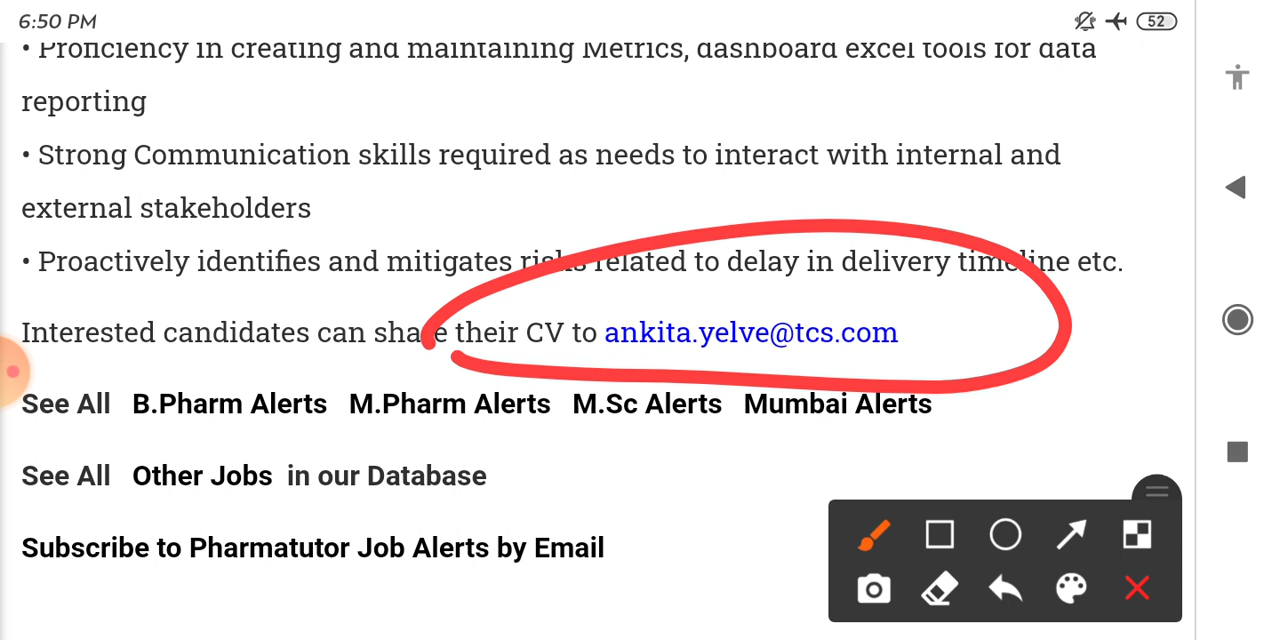 6:50 PM
52
• Proficiency in creating and maintaining Metrics, dashboard excel tools for data
reporting
• Strong Communication skills required as needs to interact with internal and
external stakeholders
• Proactively identifies and mitigates risks related to delay in delivery timeline etc.
Interested candidates can share their CV to ankita.yelve@tcs.com
See All B.Pharm Alerts M.Pharm Alerts M.Sc Alerts Mumbai Alerts
See All Other Jobs in our Database
Subscribe to Pharmatutor Job Alerts by Email